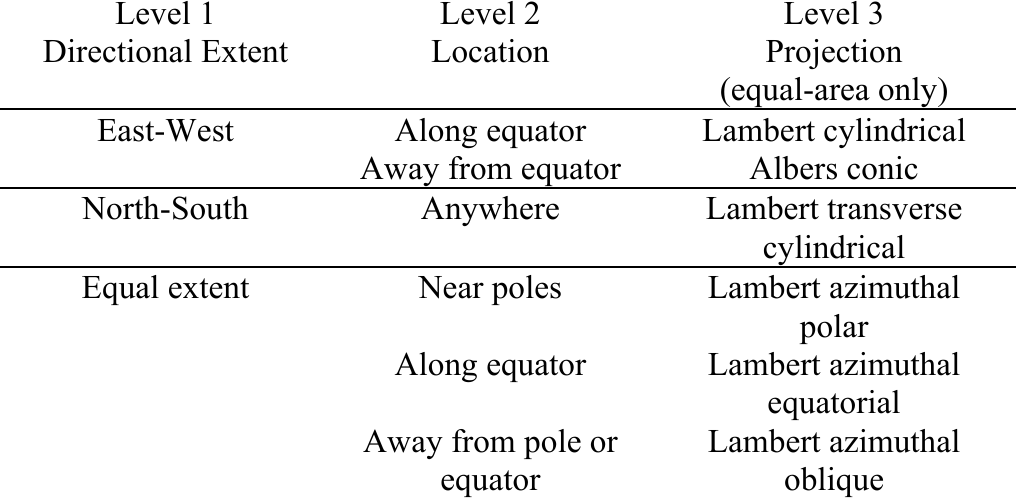 Level 1 Level 2 Level 3
Directional Extent Location Projection
(equal-area only)
East-West Along equator Lambert cylindrical
Away from equator Albers conic
North-South Anywhere Lambert transverse
cylindrical
Equal extent Near poles Lambert azimuthal
polar
Along equator Lambert azimuthal
equatorial
Away from pole or Lambert azimuthal
equator oblique